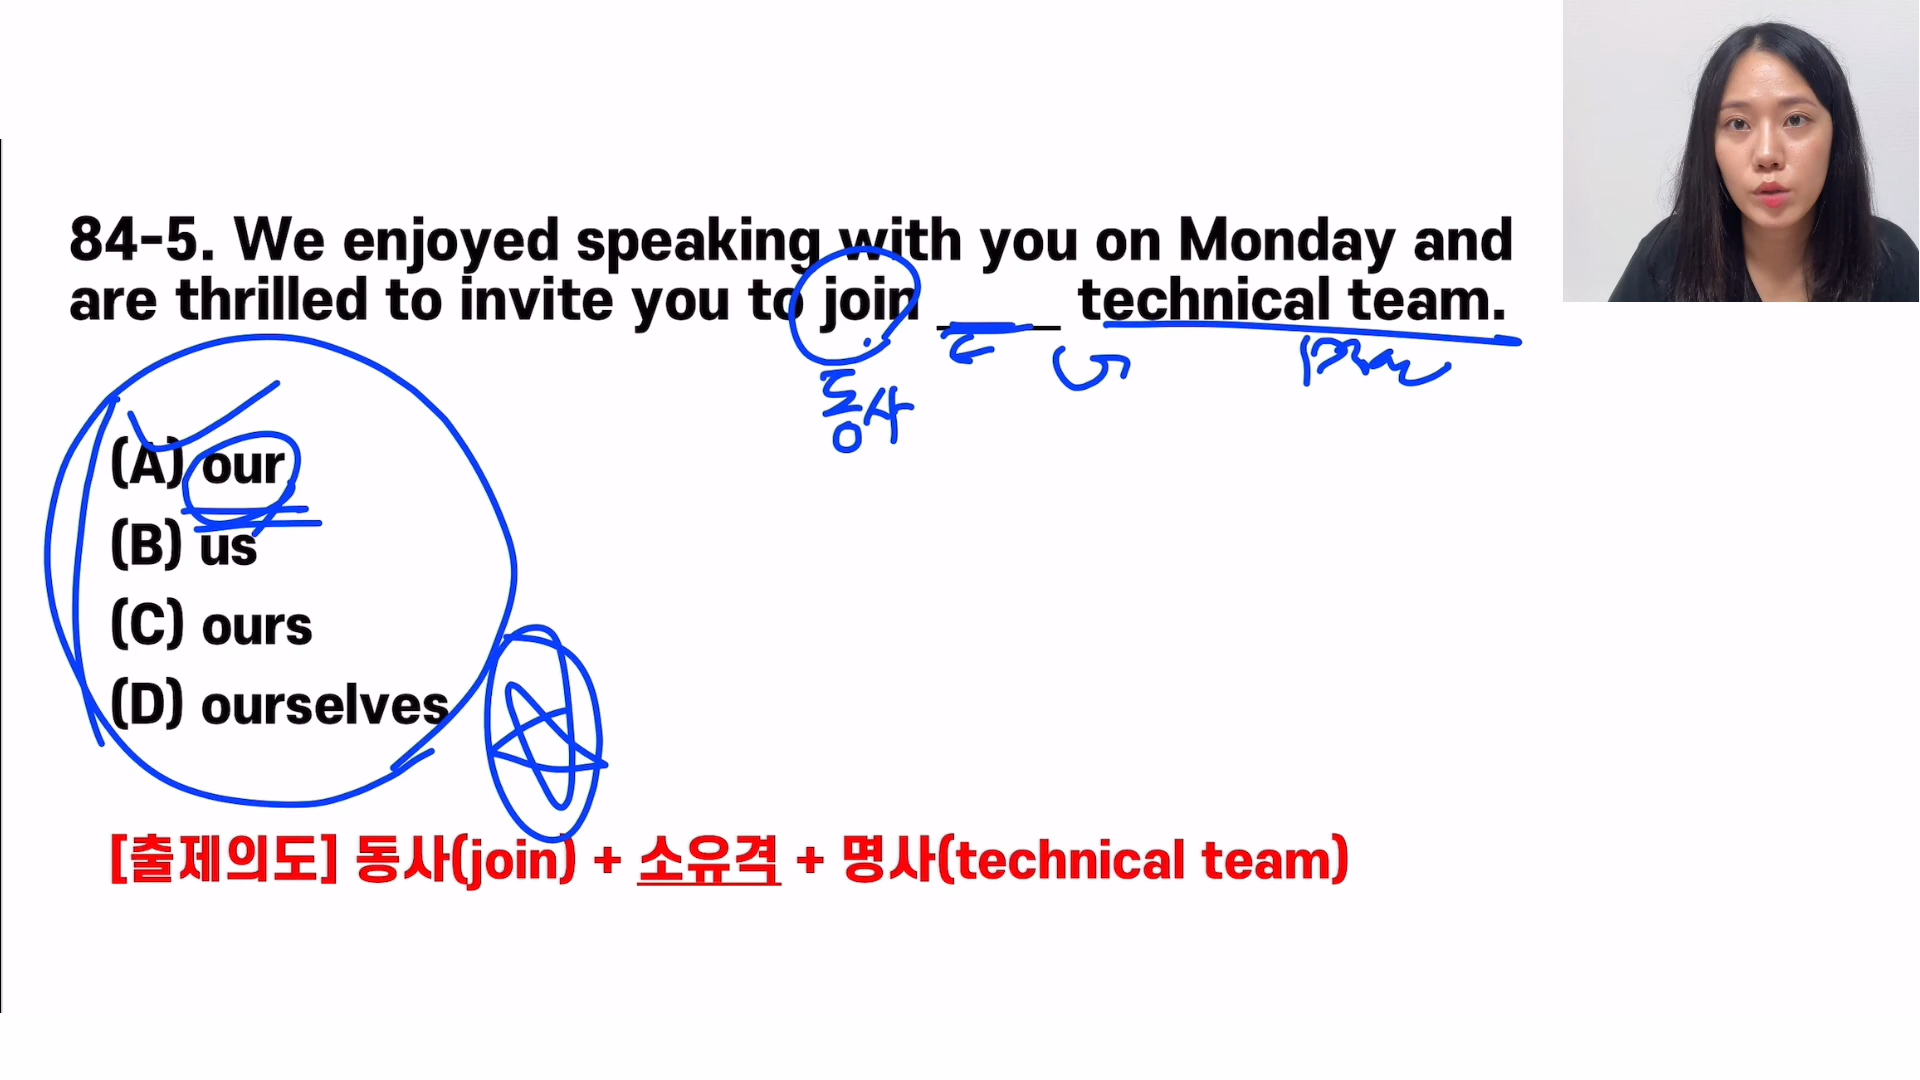 84-5. We enjoyed speaking with you on Monday and
are thrilled to invite you to join _____ technical team.
동사
(A) our
(B) us
(C) ours
(D) ourselves
[출제의도] 동사(join) + 소유격 + 명사(technical team)